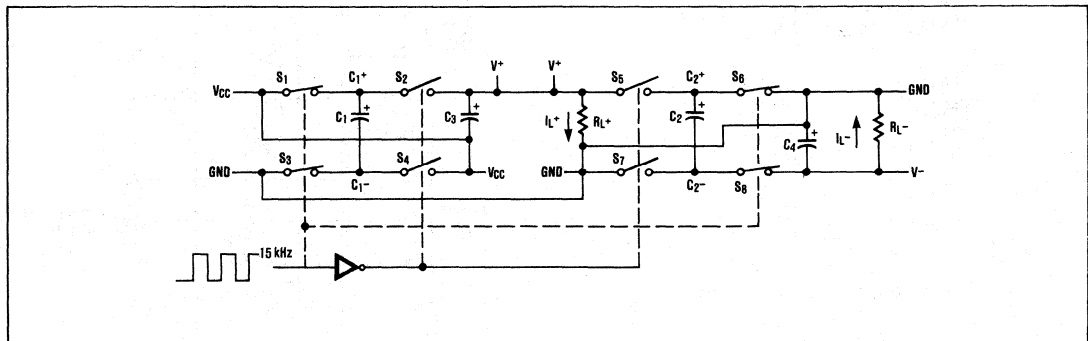 V+ V+
S1 C1+ S2 S5 C2+ S6
VCC GND
C1 + C3 + IL+ RL+ C2 + C4 + IL- RL-
S3 S4 S7 S8
GND C1- VCC GND C2- V-
15 kHz